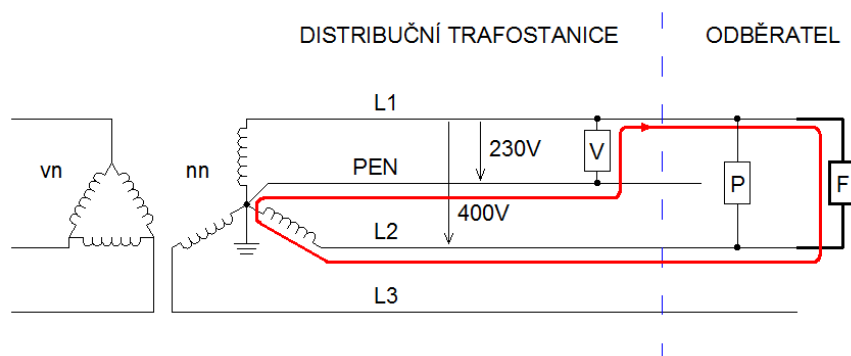 DISTRIBUČNÍ TRAFOSTANICE
ODBĚRATEL
L1
vn
nn
230V
V
PEN
P
F
400V
L2
L3